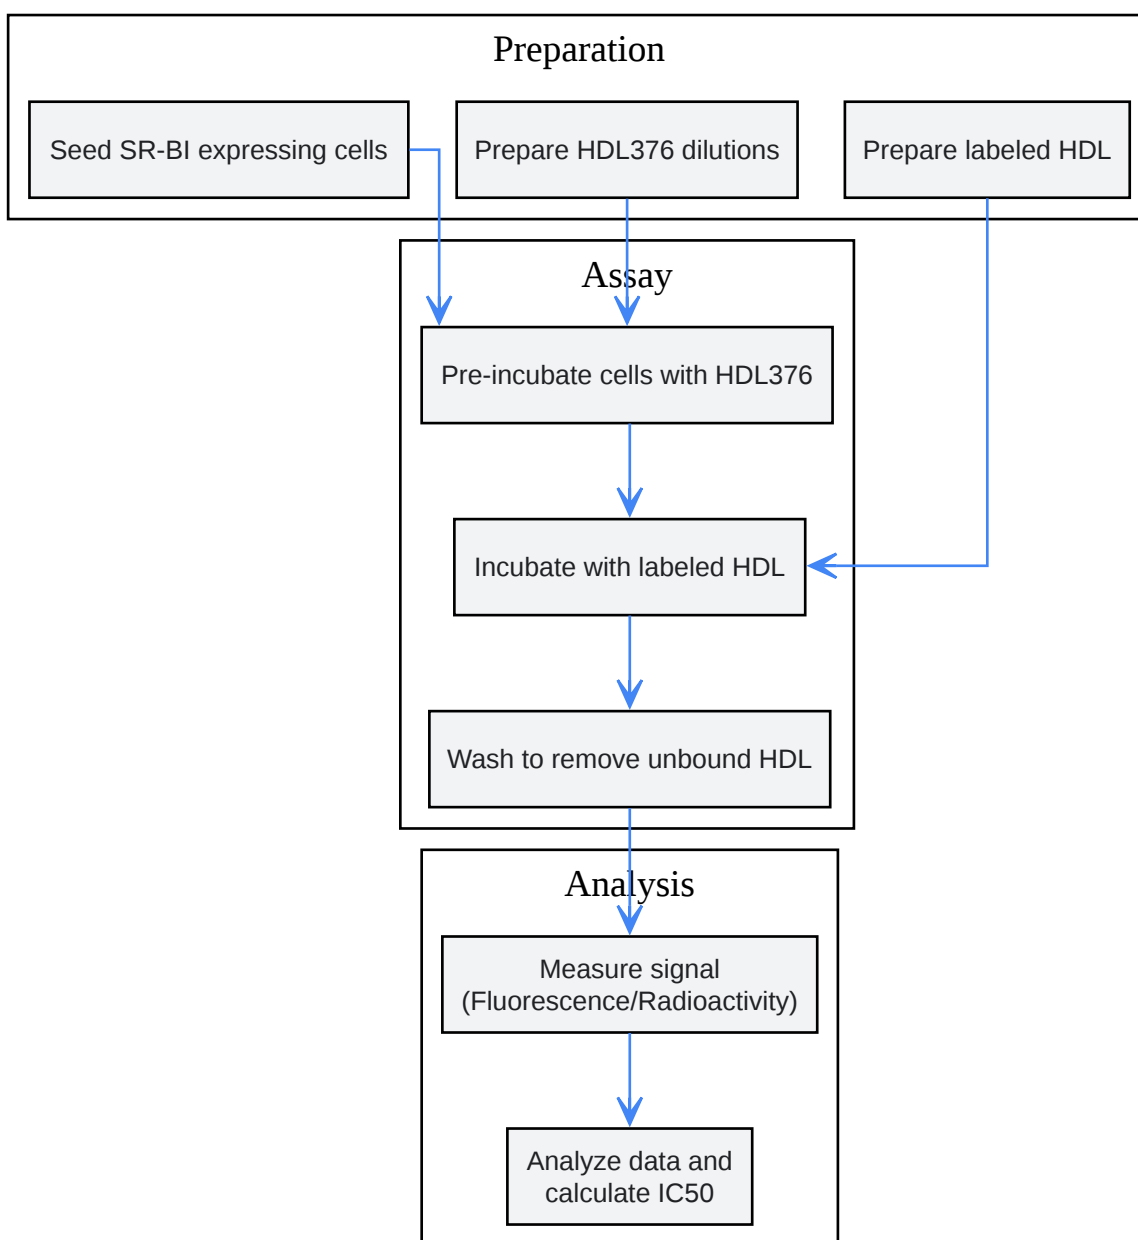 Preparation
Seed SR-BI expressing cells
Prepare HDL376 dilutions
Prepare labeled HDL
Assay
Pre-incubate cells with HDL376
Incubate with labeled HDL
Wash to remove unbound HDL
Analysis
Measure signal
(Fluorescence/Radioactivity)
Analyze data and
calculate IC50